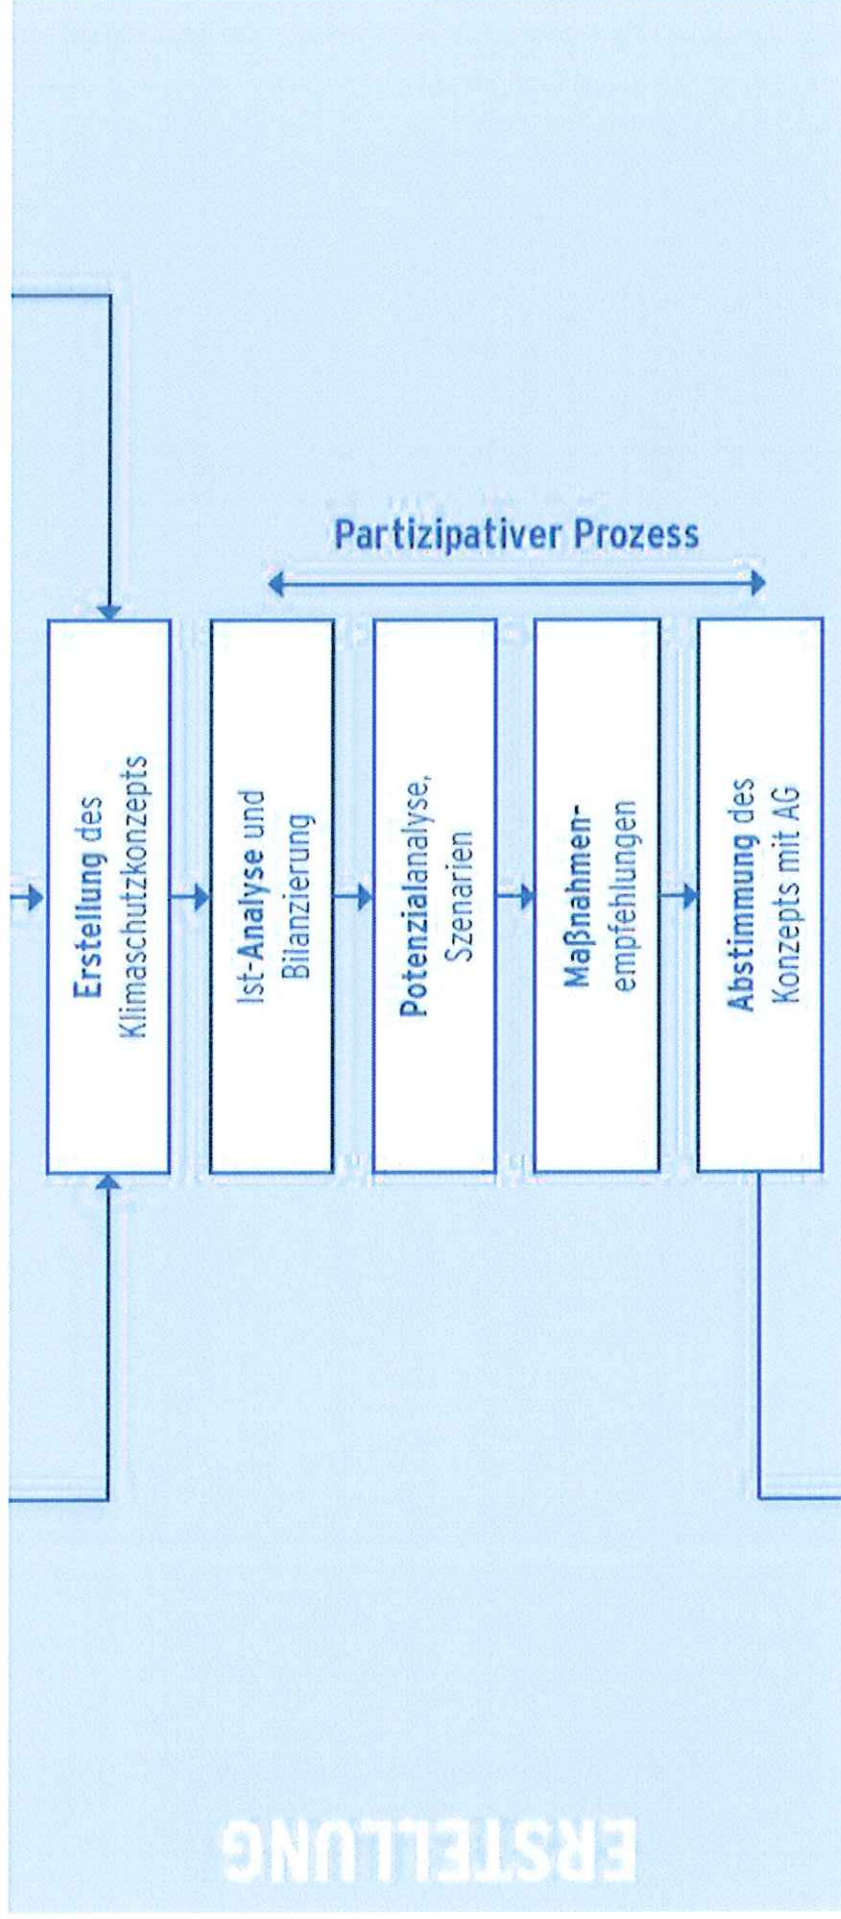 Partizipativer Prozess
Erstellung des
Klimaschutzkonzepts
Ist-Analyse und
Bilanzierung
Potenzialanalyse,
Szenarien
Maßnahmen-
empfehlungen
Abstimmung des
Konzepts mit AG
ERSTELLUNG